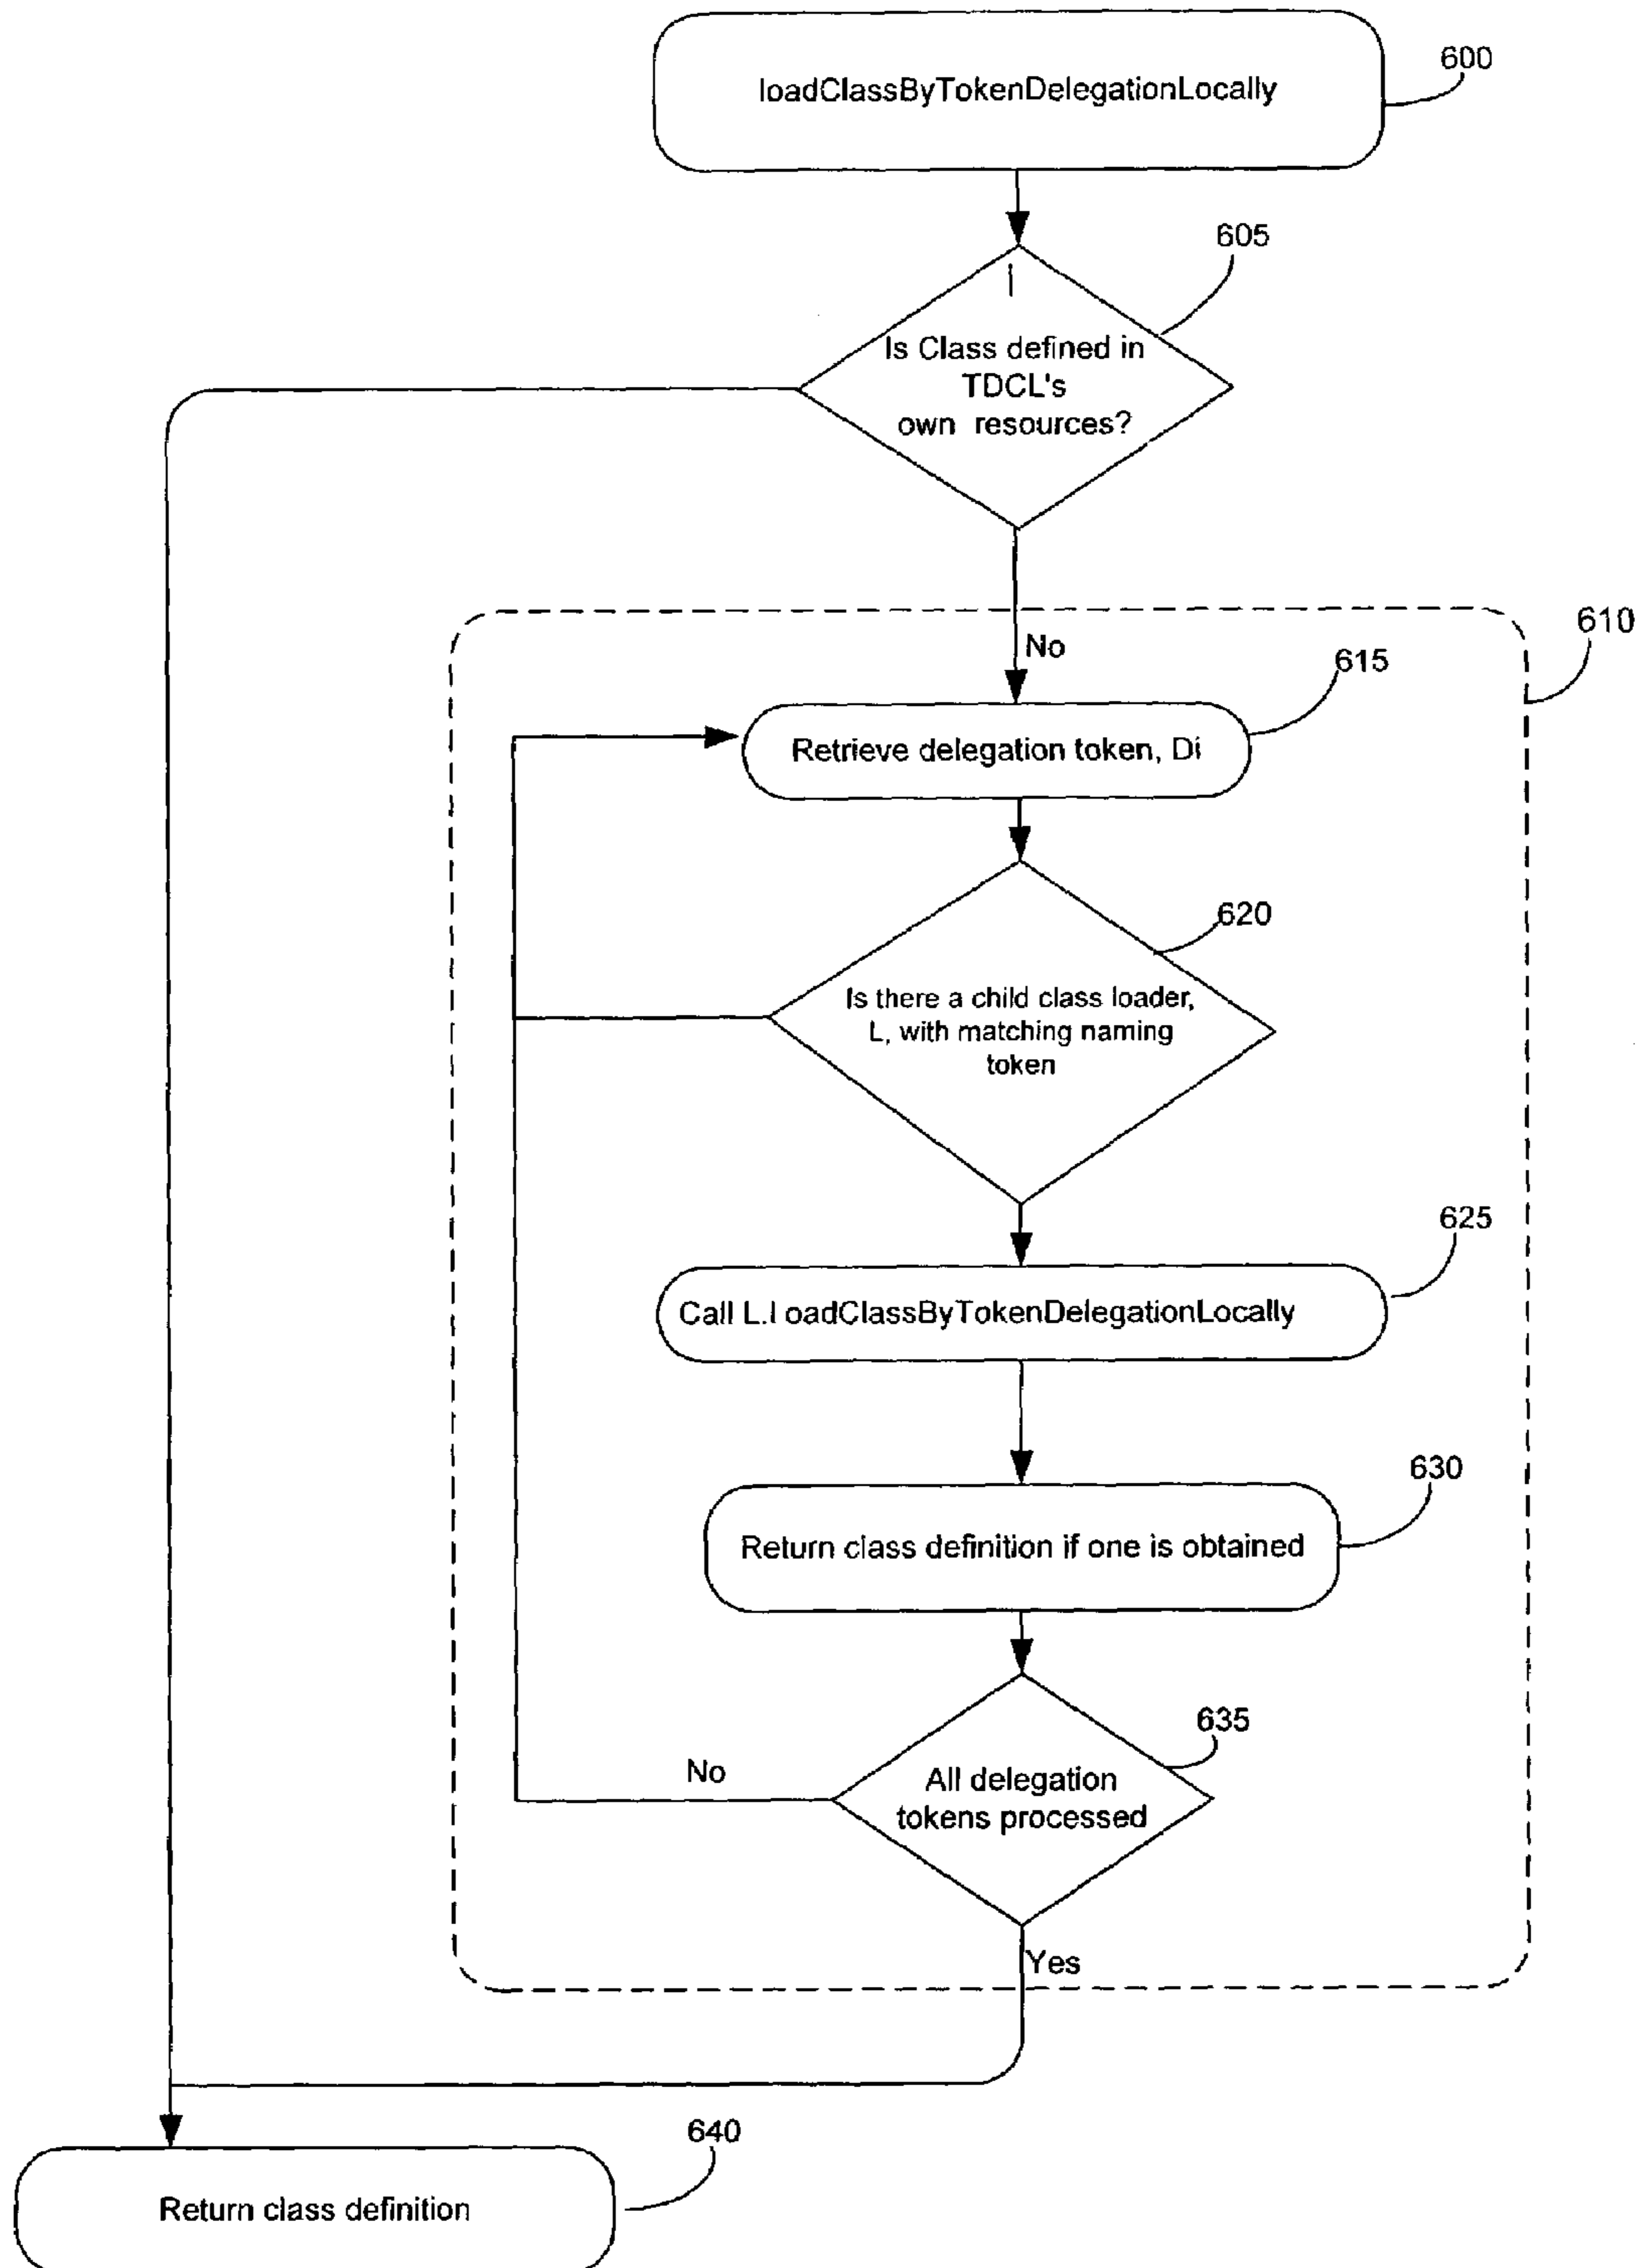 loadClassByTokenDelegationLocally
600
605
Is Class defined in
TDCL's
own resources?
610
No
615
Retrieve delegation token, Di
620
Is there a child class loader,
L, with matching naming
token
625
Call L.loadClassByTokenDelegationLocally
630
Return class definition if one is obtained
635
No
All delegation
tokens processed
Yes
640
Return class definition